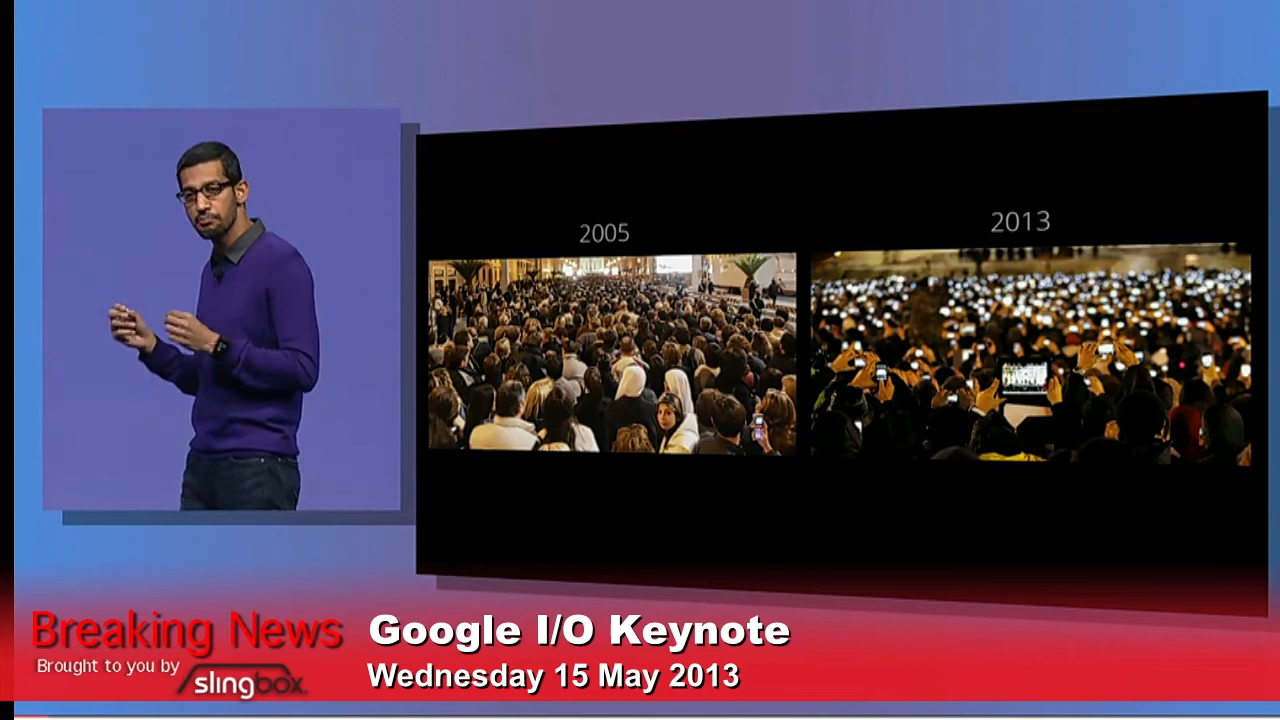 2005
2013
Breaking News
Brought to you by
slingbox
Google I/O Keynote
Wednesday 15 May 2013